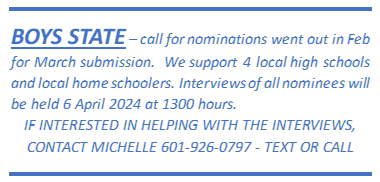 BOYS STATE – call for nominations went out in Feb
for March submission. We support 4 local high schools
and local home schoolers. Interviews of all nominees will
be held 6 April 2024 at 1300 hours.
IF INTERESTED IN HELPING WITH THE INTERVIEWS,
CONTACT MICHELLE 601-926-0797 - TEXT OR CALL